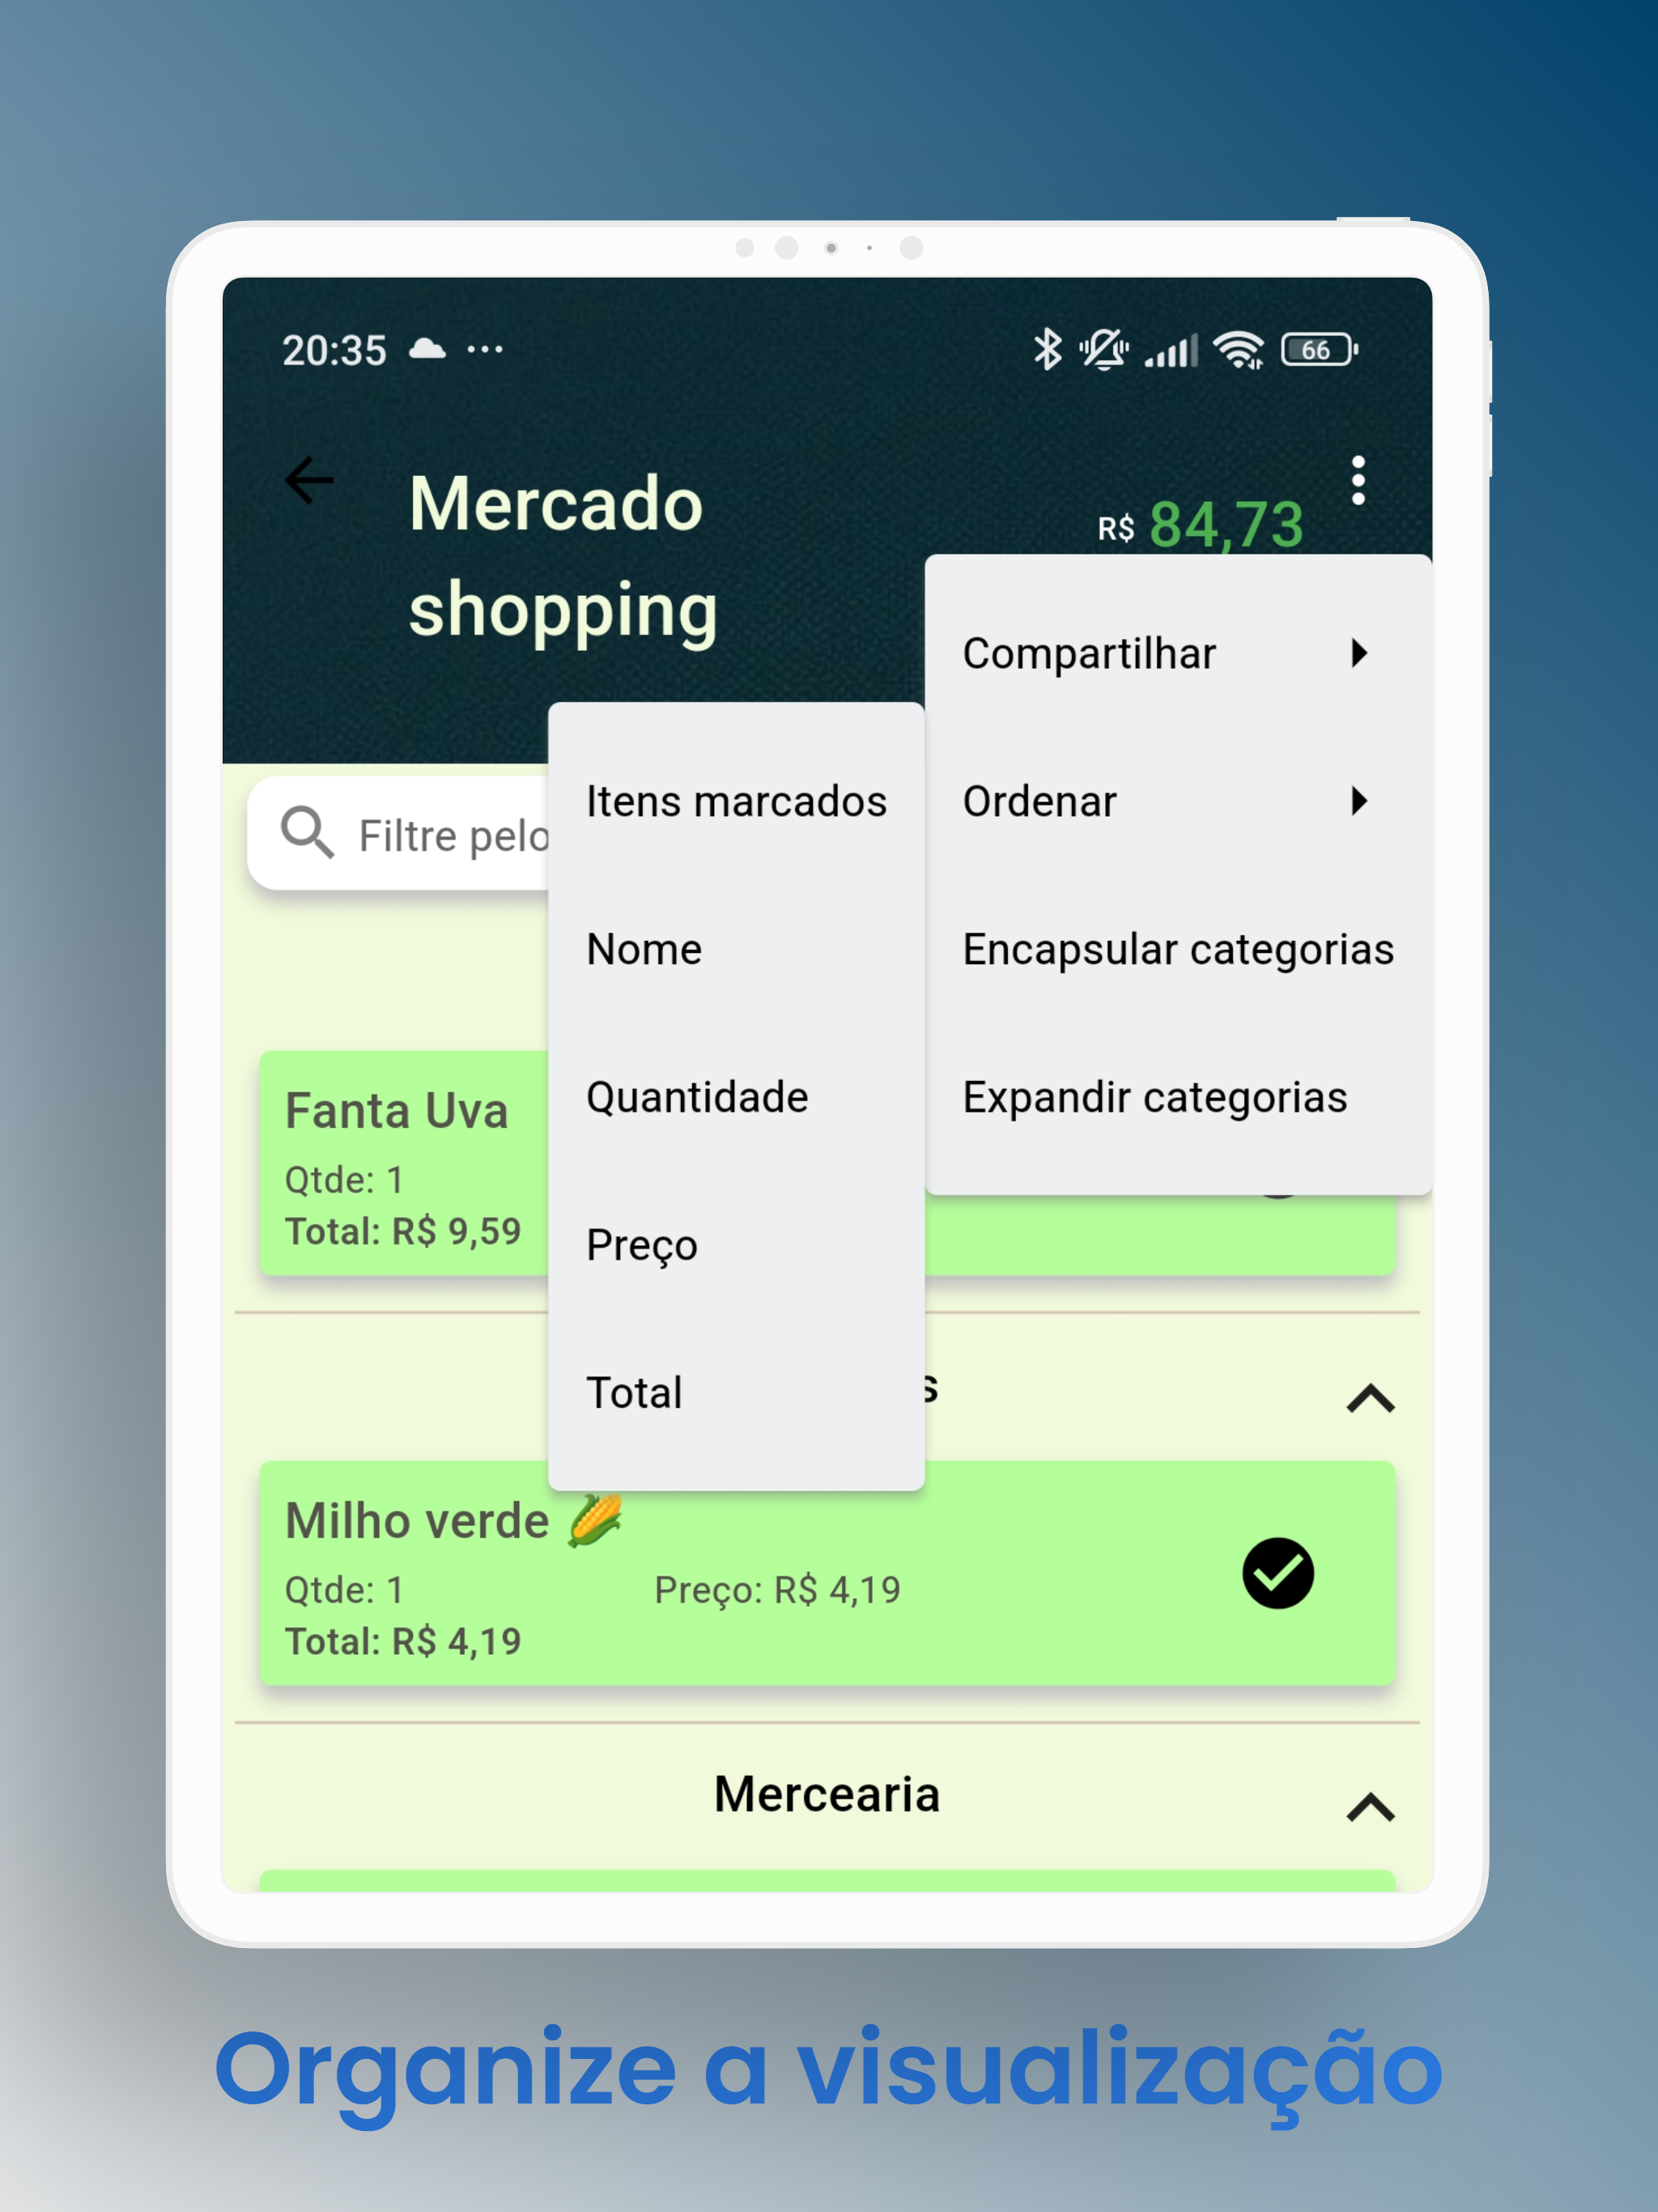 20:35
66
Mercado
shopping
R$ 84,73
Compartilhar
Ordenar
Encapsular categorias
Expandir categorias
Itens marcados
Nome
Quantidade
Preço
Total
Filtre pelo
Fanta Uva
Qtde: 1
Total: R$ 9,59
Milho verde 🌽
Qtde: 1 Preço: R$ 4,19
Total: R$ 4,19
Mercearia
Organize a visualização